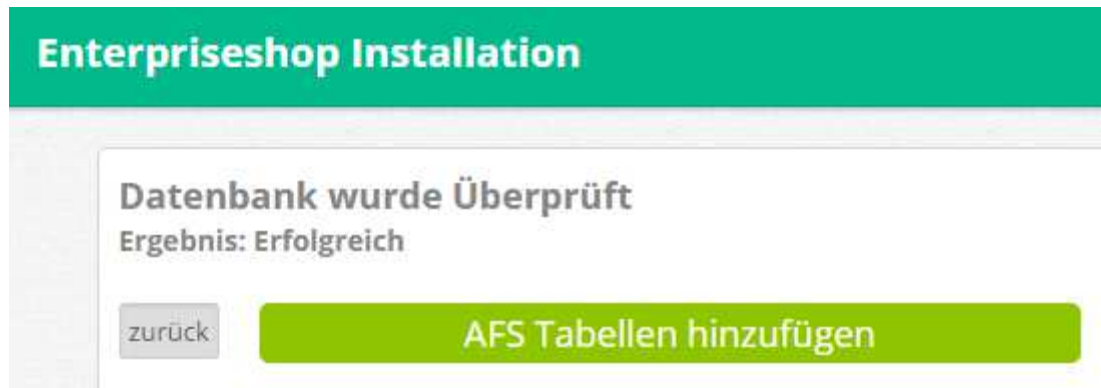 Enterpriseshop Installation
Datenbank wurde Überprüft
Ergebnis: Erfolgreich
zurück
AFS Tabellen hinzufügen